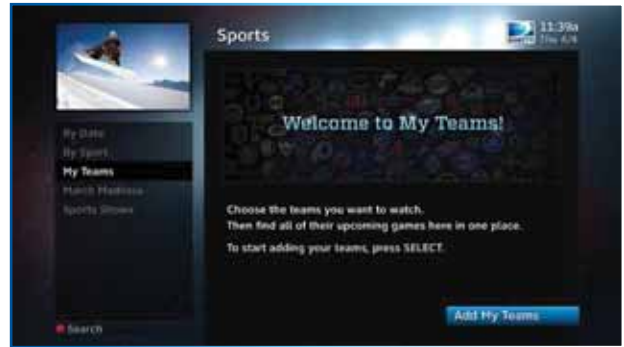 Sports
11:39a
Thu 4/4
By Date
By Sport
My Teams
March Madness
Sports Shows
Welcome to My Teams!
Choose the teams you want to watch.
Then find all of their upcoming games here in one place.
To start adding your teams, press SELECT.
Add My Teams
Search